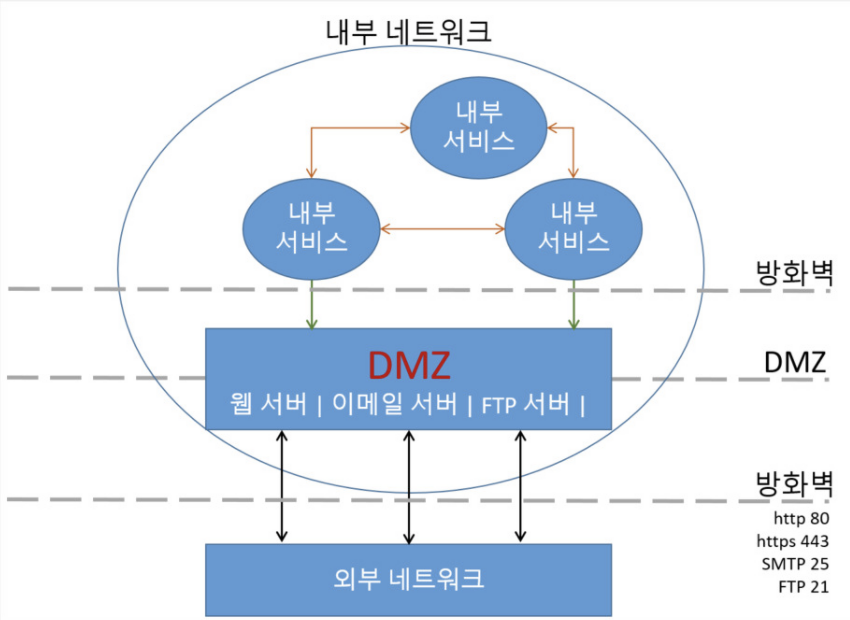 내부 네트워크
내부
서비스
내부
서비스
내부
서비스
방화벽
DMZ
웹 서버 | 이메일 서버 | FTP 서버 |
DMZ
방화벽
http 80
https 443
SMTP 25
FTP 21
외부 네트워크